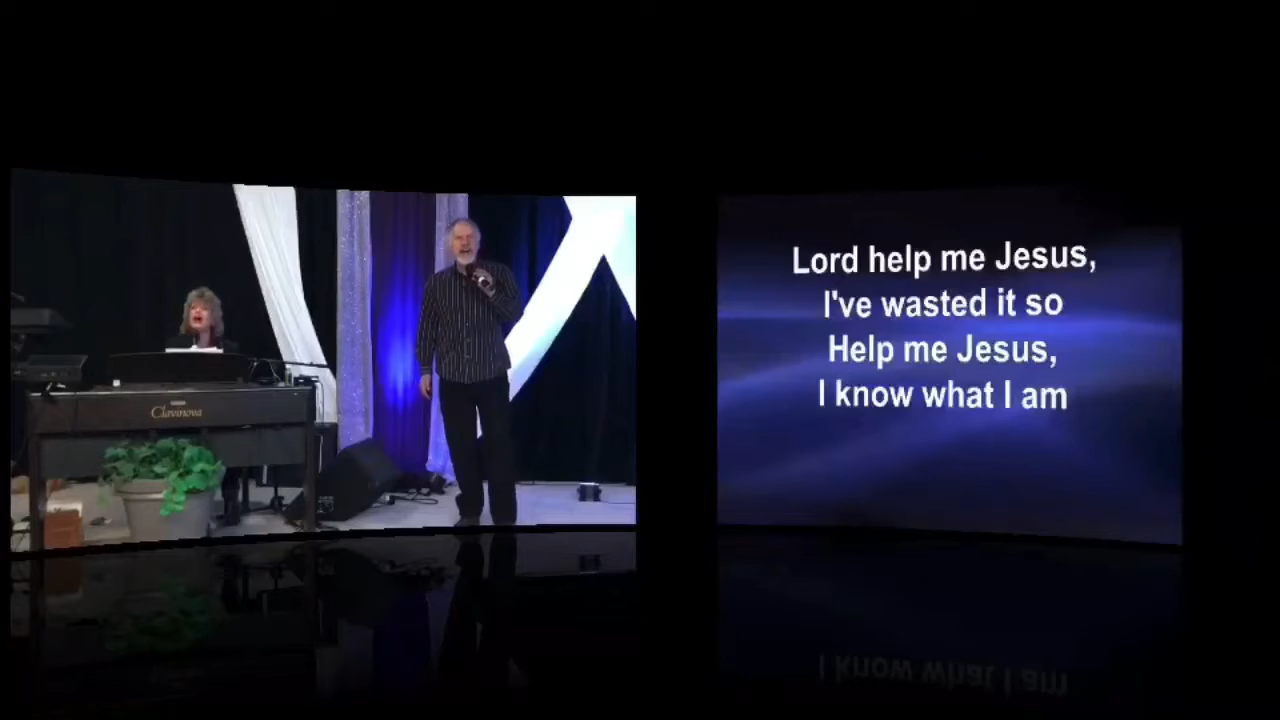 Clavinova
Lord help me Jesus,
I've wasted it so
Help me Jesus,
I know what I am